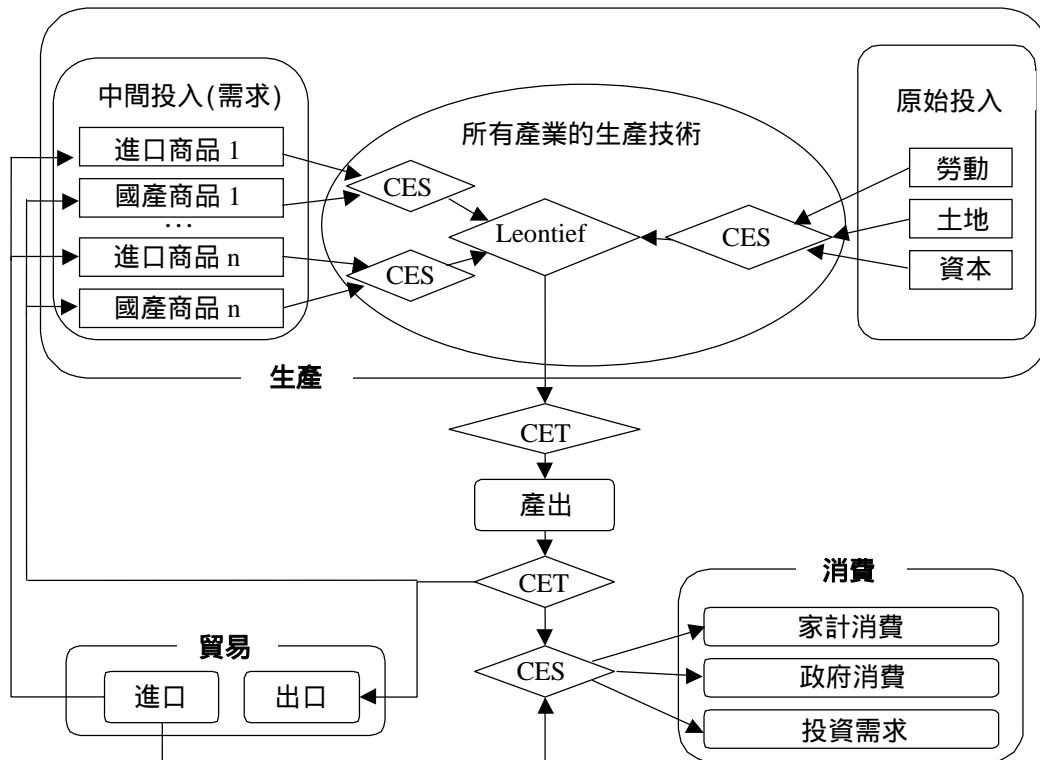 中間投入(需求)
進口商品 1
國產商品 1
…
進口商品 n
國產商品 n
所有產業的生產技術
CES
CES
Leontief
CES
原始投入
勞動
土地
資本
生產
CET
產出
CET
CES
貿易
進口
出口
消費
家計消費
政府消費
投資需求